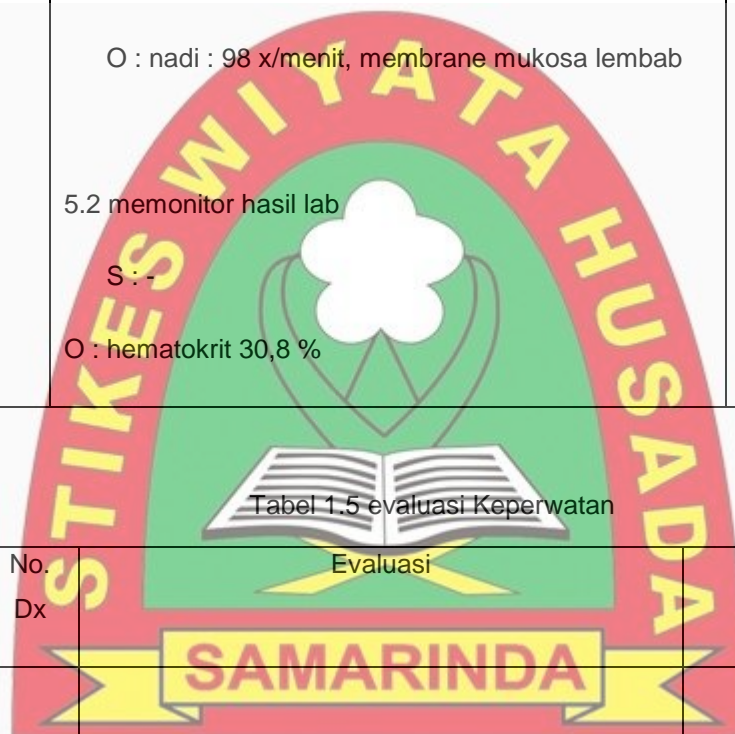 O : nadi : 98 x/menit, membrane mukosa lembab
5.2 memonitor hasil lab
S : -
O : hematokrit 30,8 %
Tabel 1.5 evaluasi Keperwatan
No. Dx
Evaluasi
STIKES WIYATA HUSADA
SAMARINDA